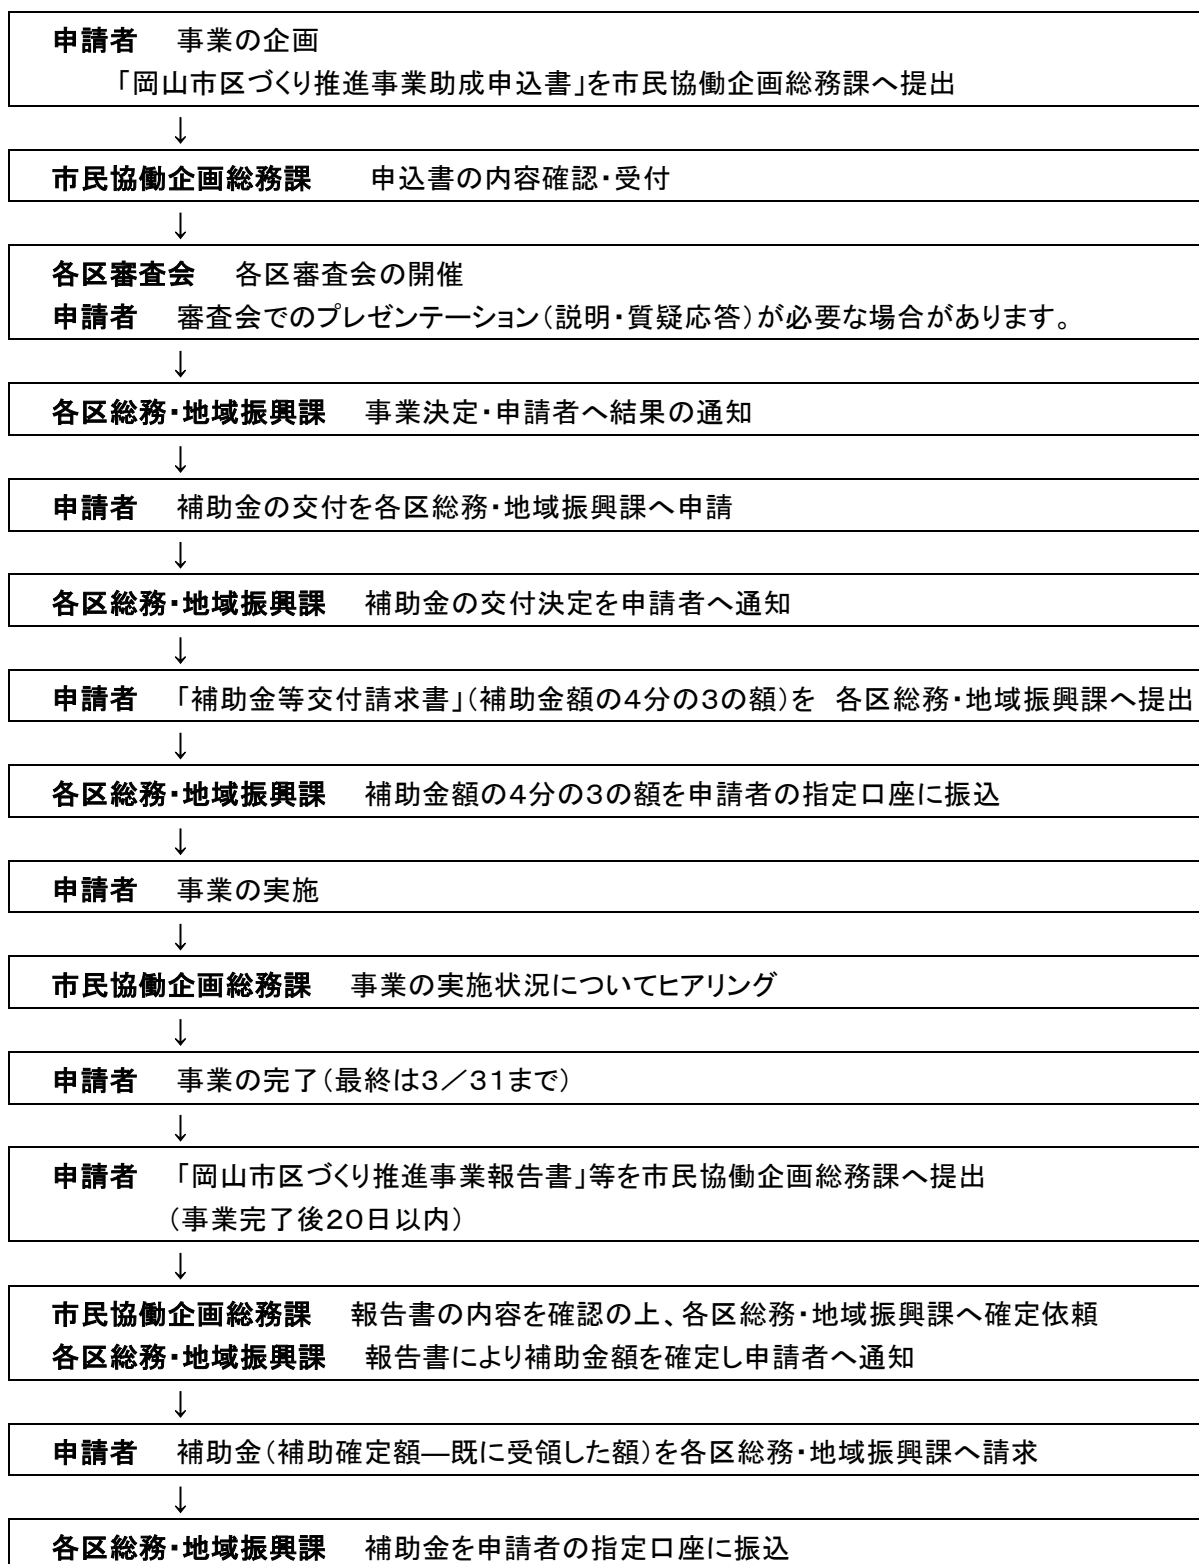 申請者　事業の企画
「岡山市区づくり推進事業助成申込書」を市民協働企画総務課へ提出
↓
市民協働企画総務課　申込書の内容確認・受付
↓
各区審査会　各区審査会の開催
申請者　審査会でのプレゼンテーション（説明・質疑応答）が必要な場合があります。
↓
各区総務・地域振興課　事業決定・申請者へ結果の通知
↓
申請者　補助金の交付を各区総務・地域振興課へ申請
↓
各区総務・地域振興課　補助金の交付決定を申請者へ通知
↓
申請者　「補助金等交付請求書」（補助金額の４分の３の額）を　各区総務・地域振興課へ提出
↓
各区総務・地域振興課　補助金額の４分の３の額を申請者の指定口座に振込
↓
申請者　事業の実施
↓
市民協働企画総務課　事業の実施状況についてヒアリング
↓
申請者　事業の完了（最終は３／３１まで）
↓
申請者　「岡山市区づくり推進事業報告書」等を市民協働企画総務課へ提出
（事業完了後２０日以内）
↓
市民協働企画総務課　報告書の内容を確認の上、各区総務・地域振興課へ確定依頼
各区総務・地域振興課　報告書により補助金額を確定し申請者へ通知
↓
申請者　補助金（補助確定額―既に受領した額）を各区総務・地域振興課へ請求
↓
各区総務・地域振興課　補助金を申請者の指定口座に振込